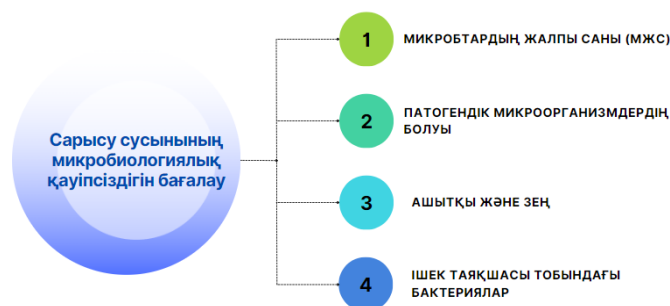 Сарысу сусынының
микробиологиялық
қауіпсіздігін бағалау
1
МИКРОБТАРДЫҢ ЖАЛПЫ САНЫ (МЖС)
2
ПАТОГЕНДІК МИКРООРГАНИЗМДЕРДІҢ
БОЛУЫ
3
АШЫТҚЫ ЖӘНЕ ЗЕҢ
4
ІШЕК ТАЯҚШАСЫ ТОБЫНДАҒЫ
БАКТЕРИЯЛАР